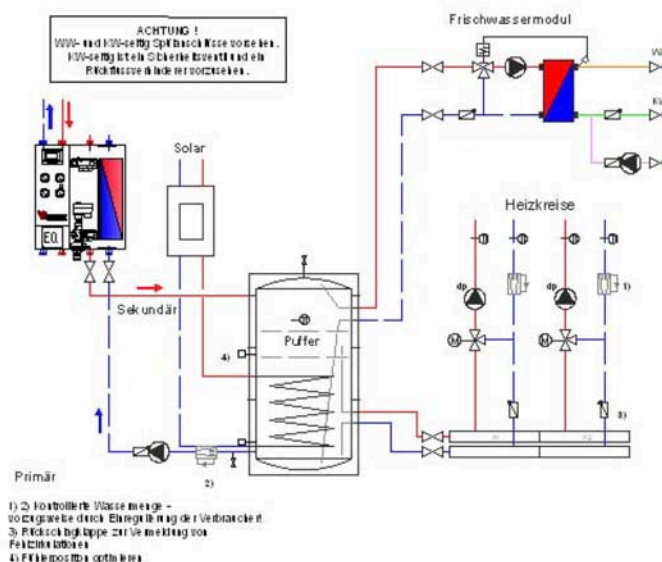 ACHTUNG !
WW- und KW-seitig Spülanschlüsse vorsehen.
KW-seitig ist ein Sicherheitsventil und ein
Rückflussverhinderer vorzusehen.
Frischwassermodul
Solar
Heizkreise
Sekundär
Puffer
dp
dp
1)
M
M
4)
3)
2)
Primär
1) 2) Kontrollierte Wassermenge -
vorzugsweise durch Einregulierung der Verbraucher!
3) Rückschlagklappe zur Vermeidung von
Fehlzirkulationen
4) Fühlerposition optimieren